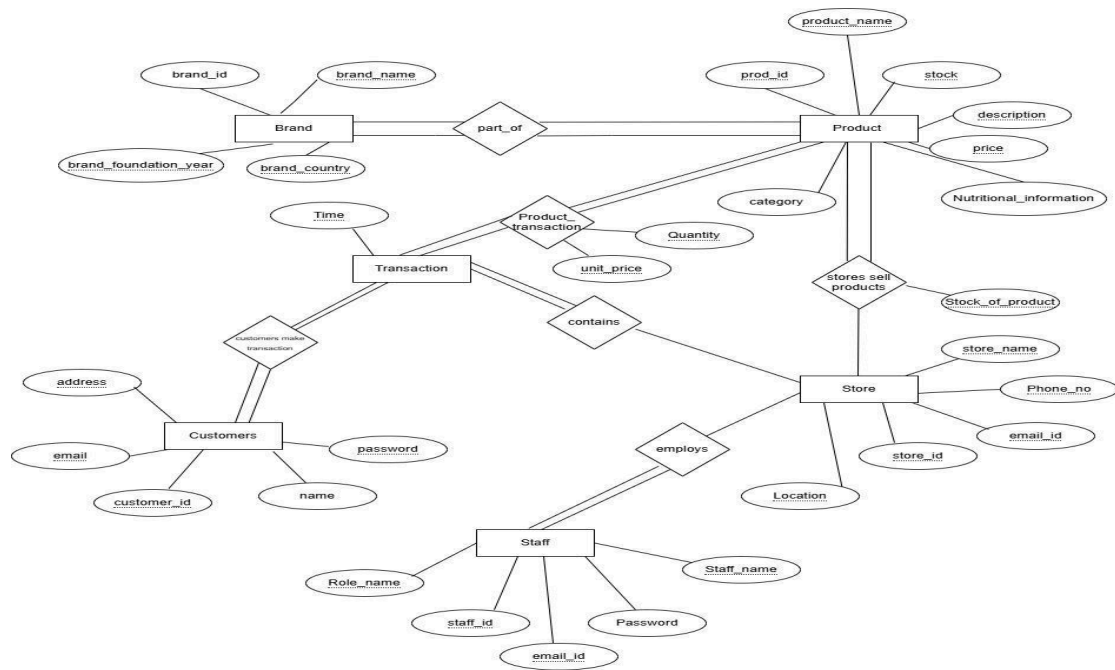 product_name
brand_id
brand_name
prod_id
stock
Brand
part_of
Product
description
brand_foundation_year
brand_country
price
category
Nutritional_information
Time
Product_
transaction
Quantity
Transaction
unit_price
stores sell
products
contains
Stock_of_product
customers make
transaction
store_name
address
Store
Phone_no
Customers
password
email
employs
store_id
email_id
customer_id
name
Location
Staff
Role_name
Staff_name
staff_id
Password
email_id